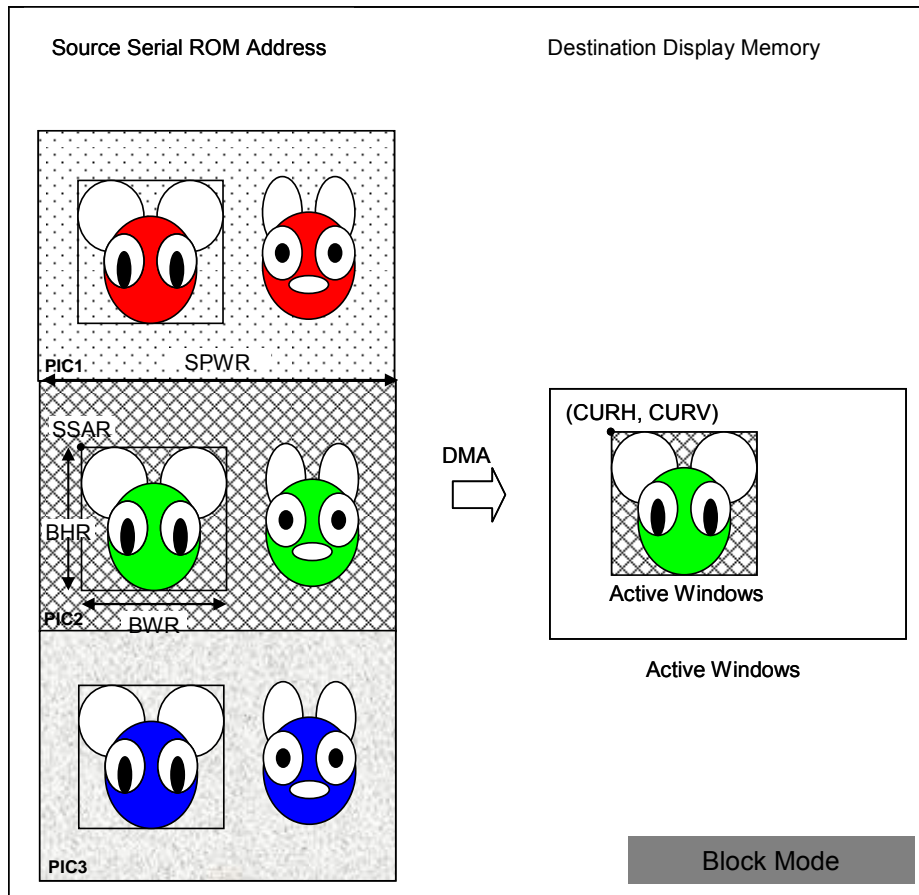 Source Serial ROM Address
Destination Display Memory
PIC1
SPWR
SSAR
BHR
BWR
PIC2
DMA
(CURH, CURV)
Active Windows
Active Windows
PIC3
Block Mode